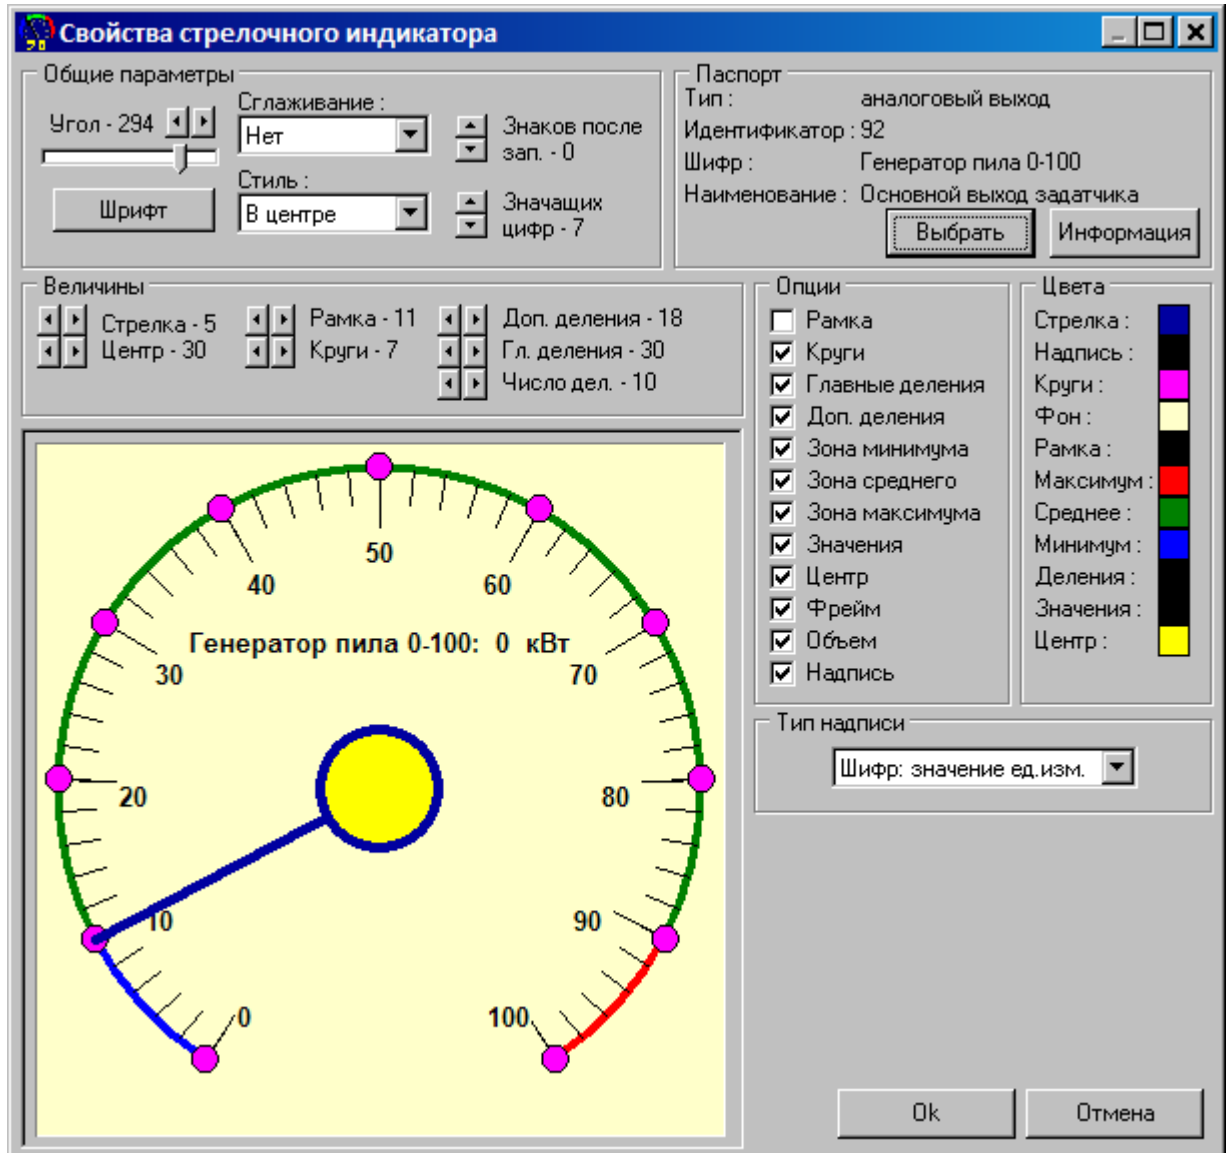 Свойства стрелочного индикатора
Общие параметры
Угол - 294
Шрифт
Сглаживание :
Нет
Стиль :
В центре
Знаков после
зап. - 0
Значащих
цифр - 7
Паспорт
Тип : аналоговый выход
Идентификатор : 92
Шифр : Генератор пила 0-100
Наименование : Основной выход задатчика
Выбрать Информация
Величины
Стрелка - 5 Рамка - 11 Доп. деления - 18
Центр - 30 Круги - 7 Гл. деления - 30
Число дел. - 10
Опции
Рамка
Круги
Главные деления
Доп. деления
Зона минимума
Зона среднего
Зона максимума
Значения
Центр
Фрейм
Объем
Надпись
Цвета
Стрелка :
Надпись :
Круги :
Фон :
Рамка :
Максимум :
Среднее :
Минимум :
Деления :
Значения :
Центр :
50
40 60
Генератор пила 0-100: 0 кВт
30 70
20 80
10 90
0 100
Тип надписи
Шифр: значение ед.изм.
Ok Отмена